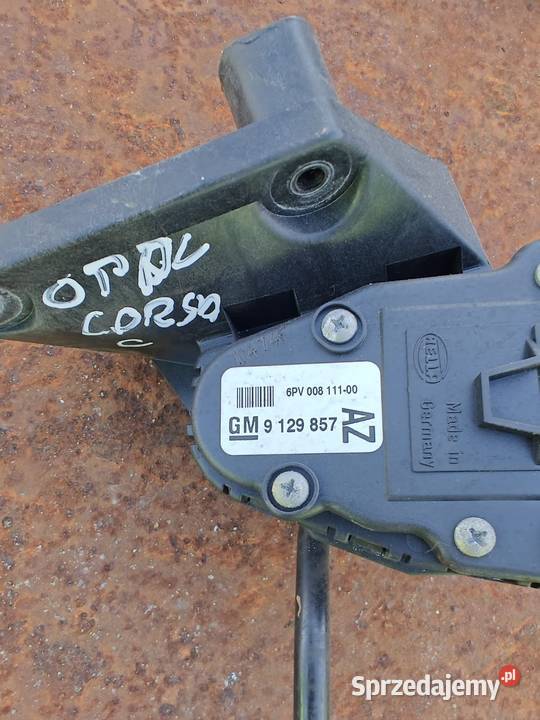 OPEL
CORSA
C
6PV 008 111-00
GM 9 129 857 AZ
HELLA
Made in
Germany
Sprzedajemy.pl